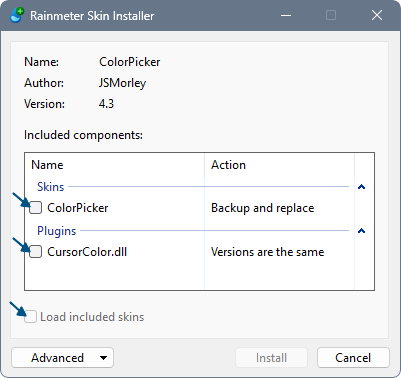 Rainmeter Skin Installer
Name: ColorPicker
Author: JSMorley
Version: 4.3
Included components:
Name Action
Skins
ColorPicker Backup and replace
Plugins
CursorColor.dll Versions are the same
Load included skins
Advanced Install Cancel